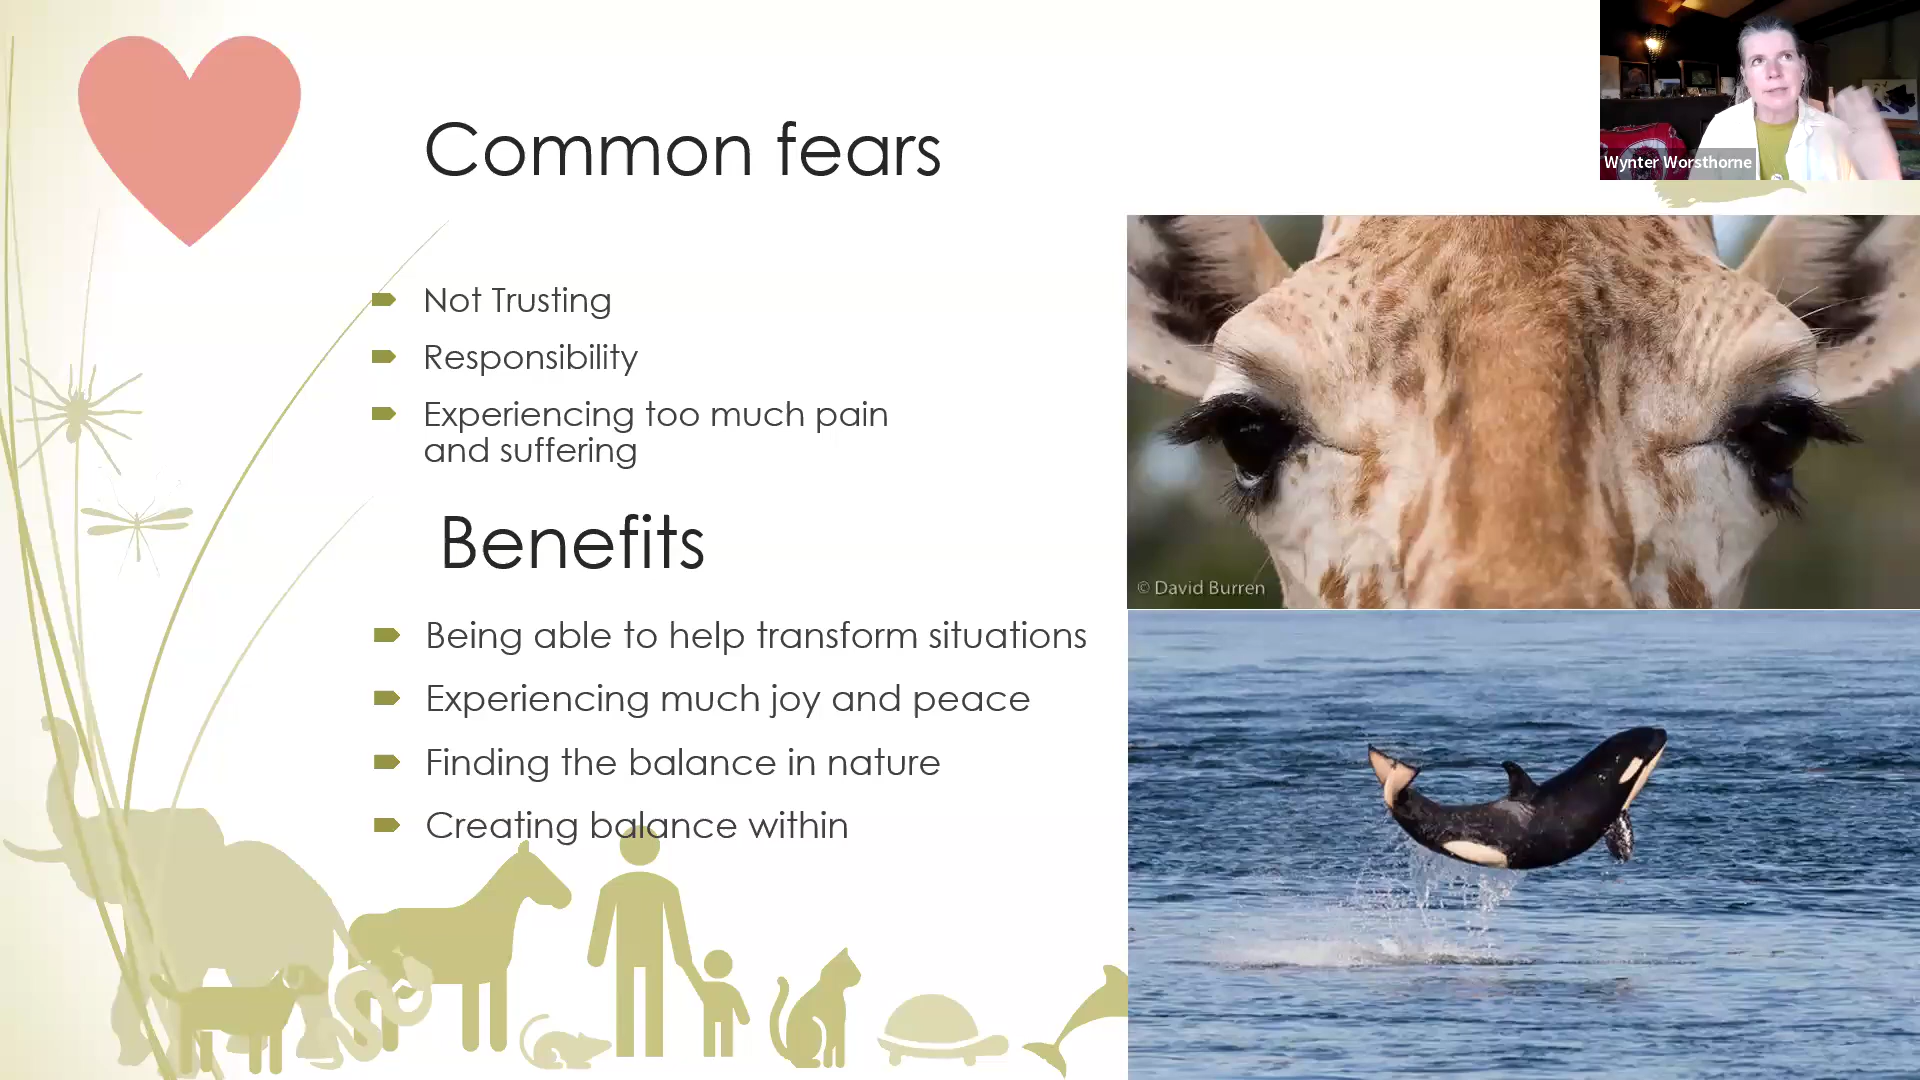 Common fears
Not Trusting
Responsibility
Experiencing too much pain
and suffering
Benefits
Being able to help transform situations
Experiencing much joy and peace
Finding the balance in nature
Creating balance within
Wynter Worsthorne
© David Burren